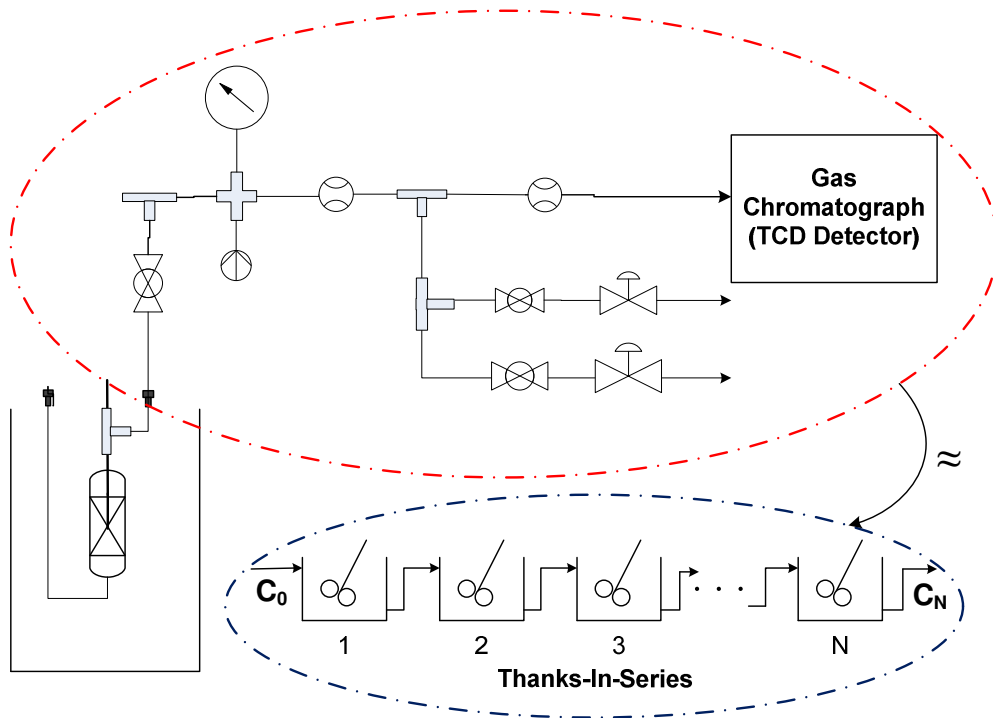 Gas
Chromatograph
(TCD Detector)
≈
C0
CN
. . .
1
2
3
N
Thanks-In-Series